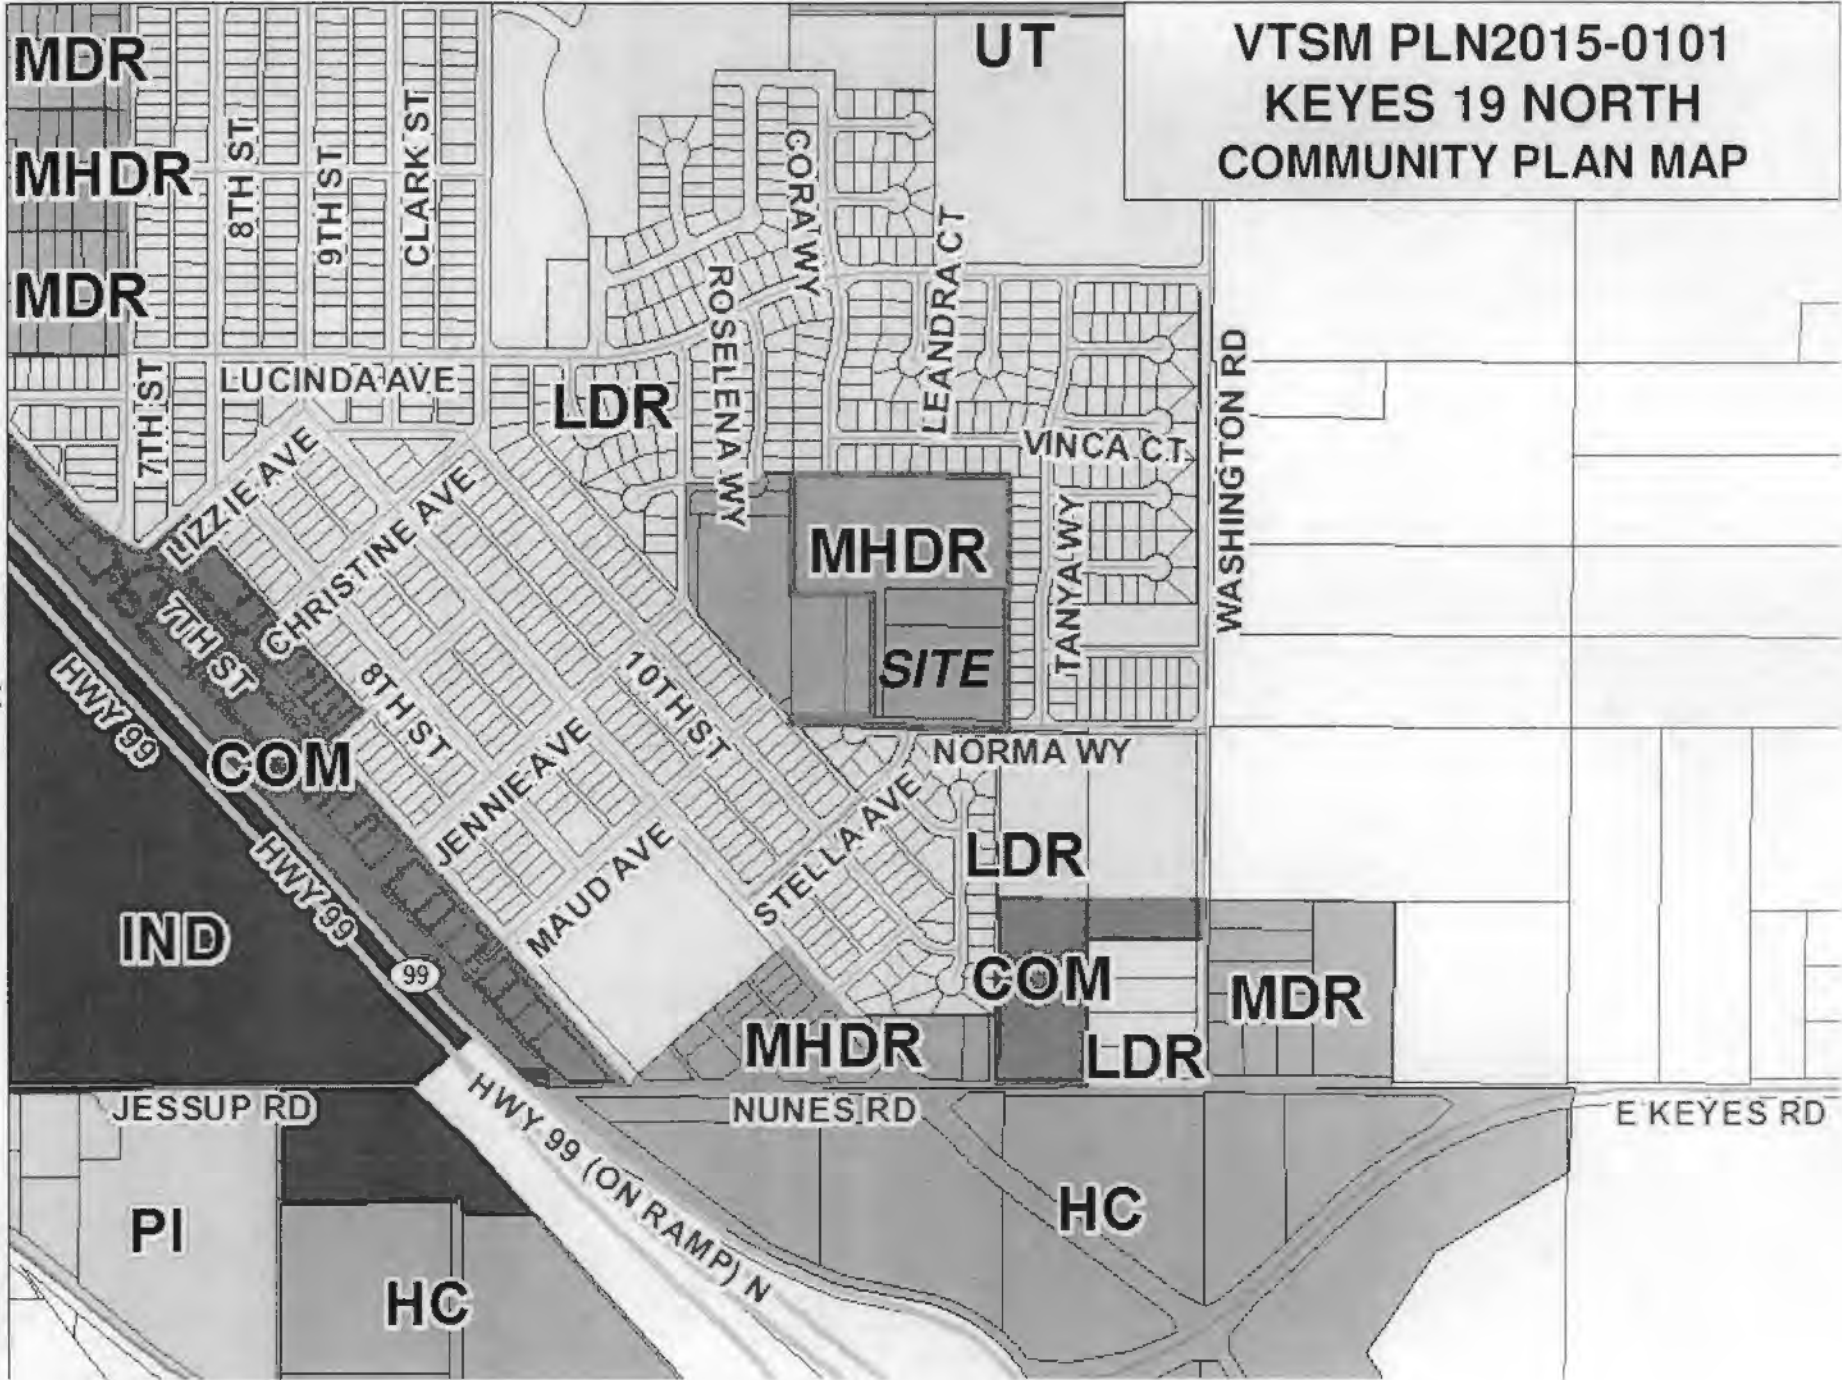 VTSM PLN2015-0101
KEYES 19 NORTH
COMMUNITY PLAN MAP
UT
MDR
MHDR
MDR
8TH ST
9TH ST
CLARK ST
CORA WY
ROSELENA WY
LEANDRA CT
WASHINGTON RD
7TH ST
LUCINDA AVE
LDR
VINCA CT
LIZZIE AVE
CHRISTINE AVE
MHDR
TANYA WY
SITE
7TH ST
HWY 99
8TH ST
10TH ST
COM
JENNIE AVE
NORMA WY
HWY 99
MAUD AVE
STELLA AVE
LDR
IND
99
COM
MDR
MHDR
LDR
JESSUP RD
HWY 99 (ON RAMP) N
NUNES RD
E KEYES RD
PI
HC
HC